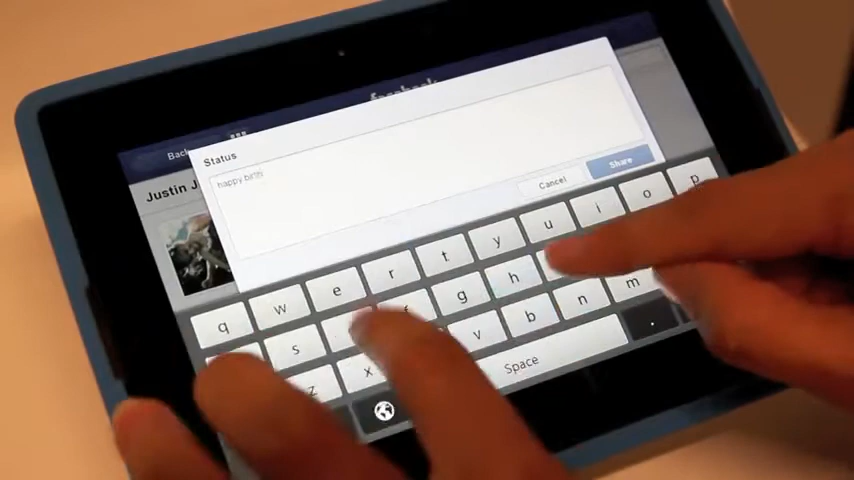 facebook
Back
Status
happy birth
Justin J
Cancel
Share
q w e r t y u i o p
s f g h
z x v b n m .
Space